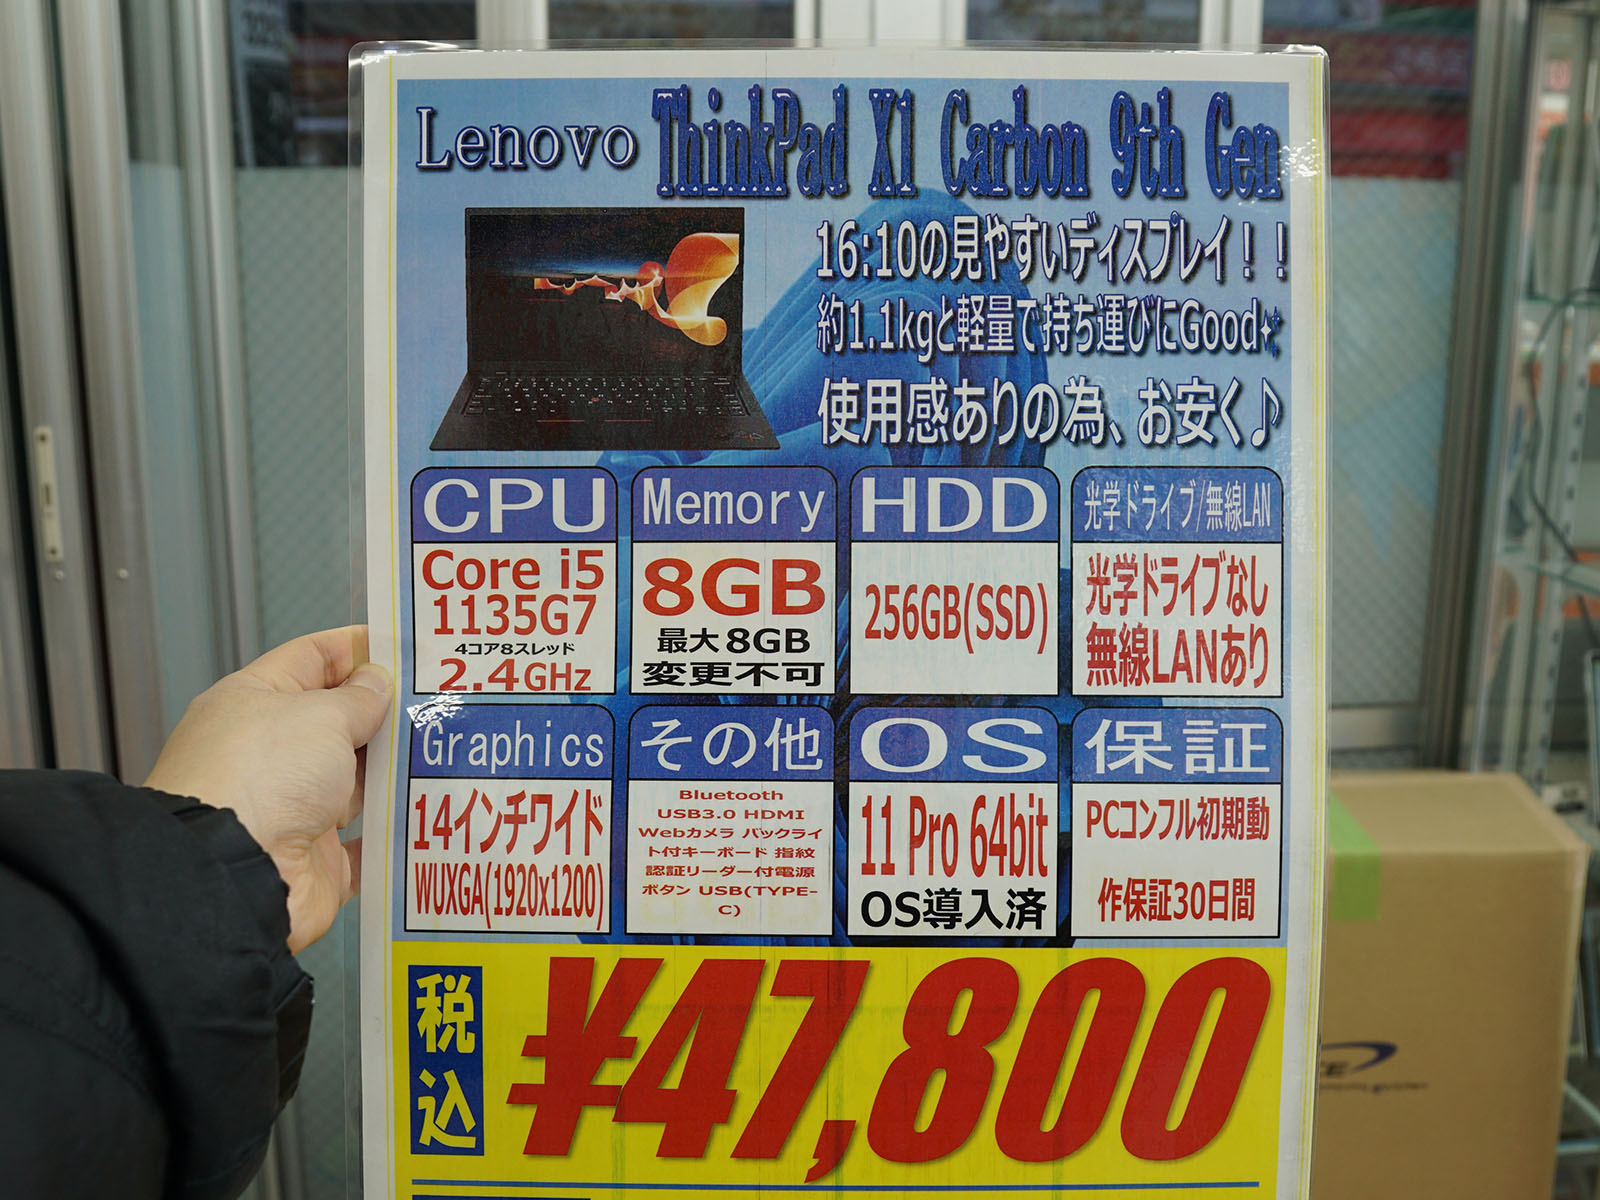 Lenovo ThinkPad X1 Carbon 9th Gen
16:10の見やすいディスプレイ！！
約1.1kgと軽量で持ち運びにGood✨
使用感ありの為、お安く♪
CPU
Core i5
1135G7
4コア8スレッド
2.4GHz
Memory
8GB
最大8GB
変更不可
HDD
256GB(SSD)
光学ドライブ/無線LAN
光学ドライブなし
無線LANあり
Graphics
14インチワイド
WUXGA(1920x1200)
その他
Bluetooth
USB3.0 HDMI
Webカメラ バックライ
ト付キーボード 指紋
認証リーダー付電源
ボタン USB(TYPE-
C)
OS
11 Pro 64bit
OS導入済
保証
PCコンフル初期動
作保証30日間
税込
¥47,800